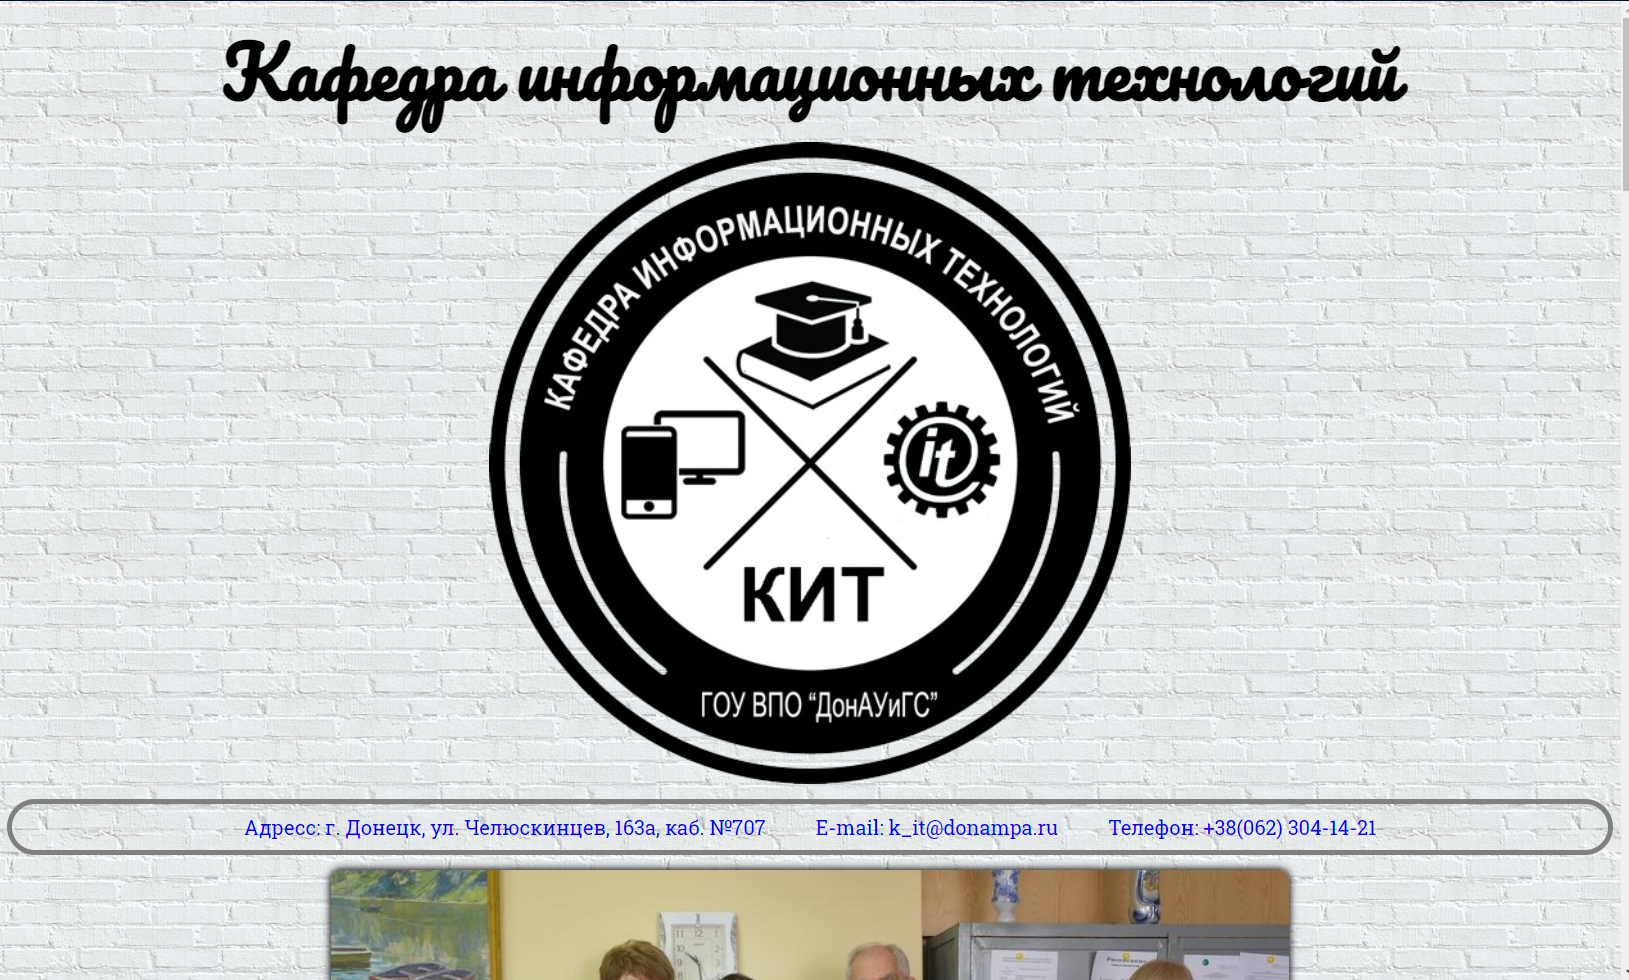 Кафедра информационных технологий
КАФЕДРА ИНФОРМАЦИОННЫХ ТЕХНОЛОГИЙ
it
КИТ
ГОУ ВПО “ДонАУиГС”
Адресс: г. Донецк, ул. Челюскинцев, 163а, каб. №707 E-mail: k_it@donampa.ru Телефон: +38(062) 304-14-21